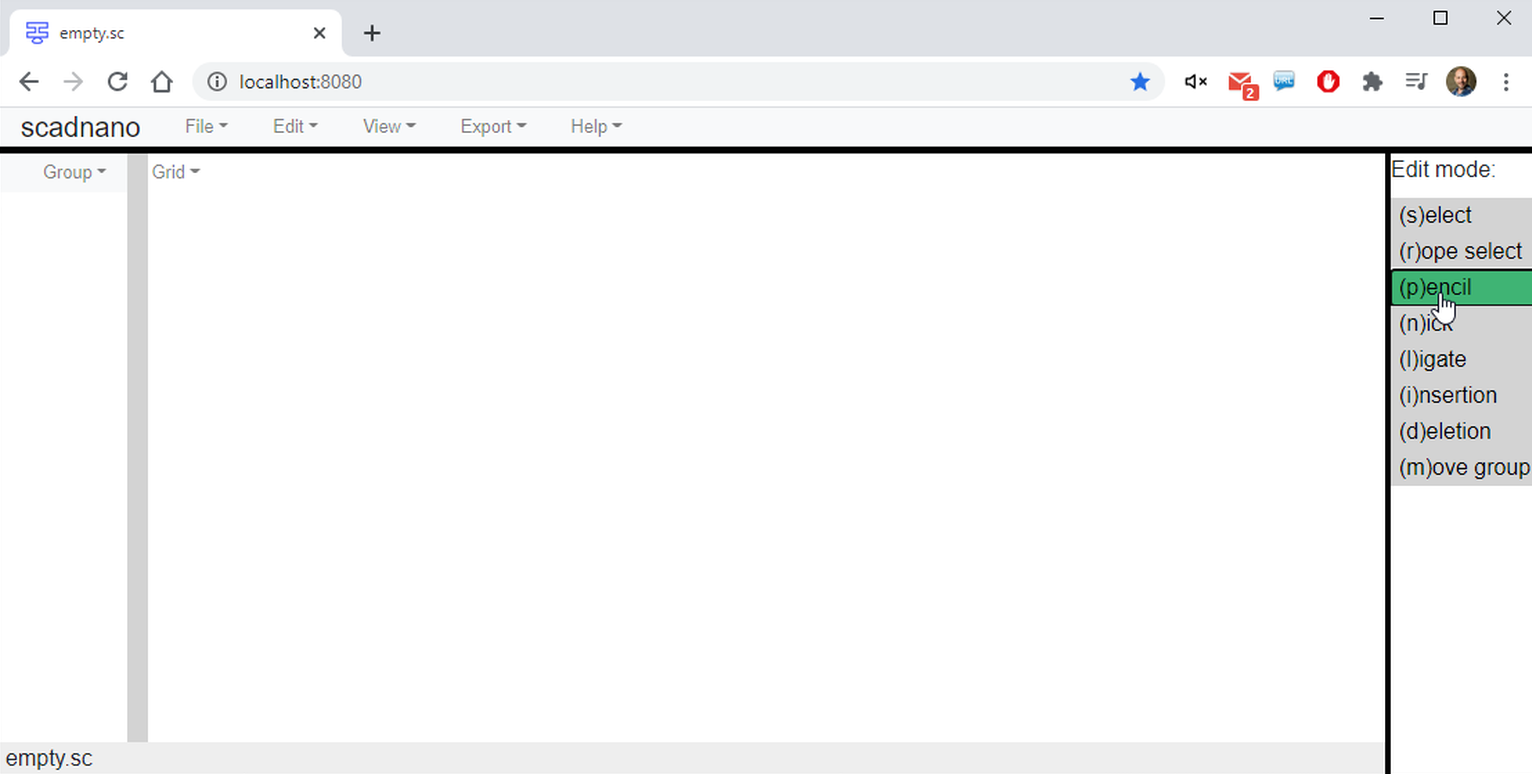 empty.sc
localhost:8080
2
scadnano File Edit View Export Help
Group Grid
Edit mode:
(s)elect
(r)ope select
(p)encil
(n)ick
(l)igate
(i)nsertion
(d)eletion
(m)ove group
empty.sc